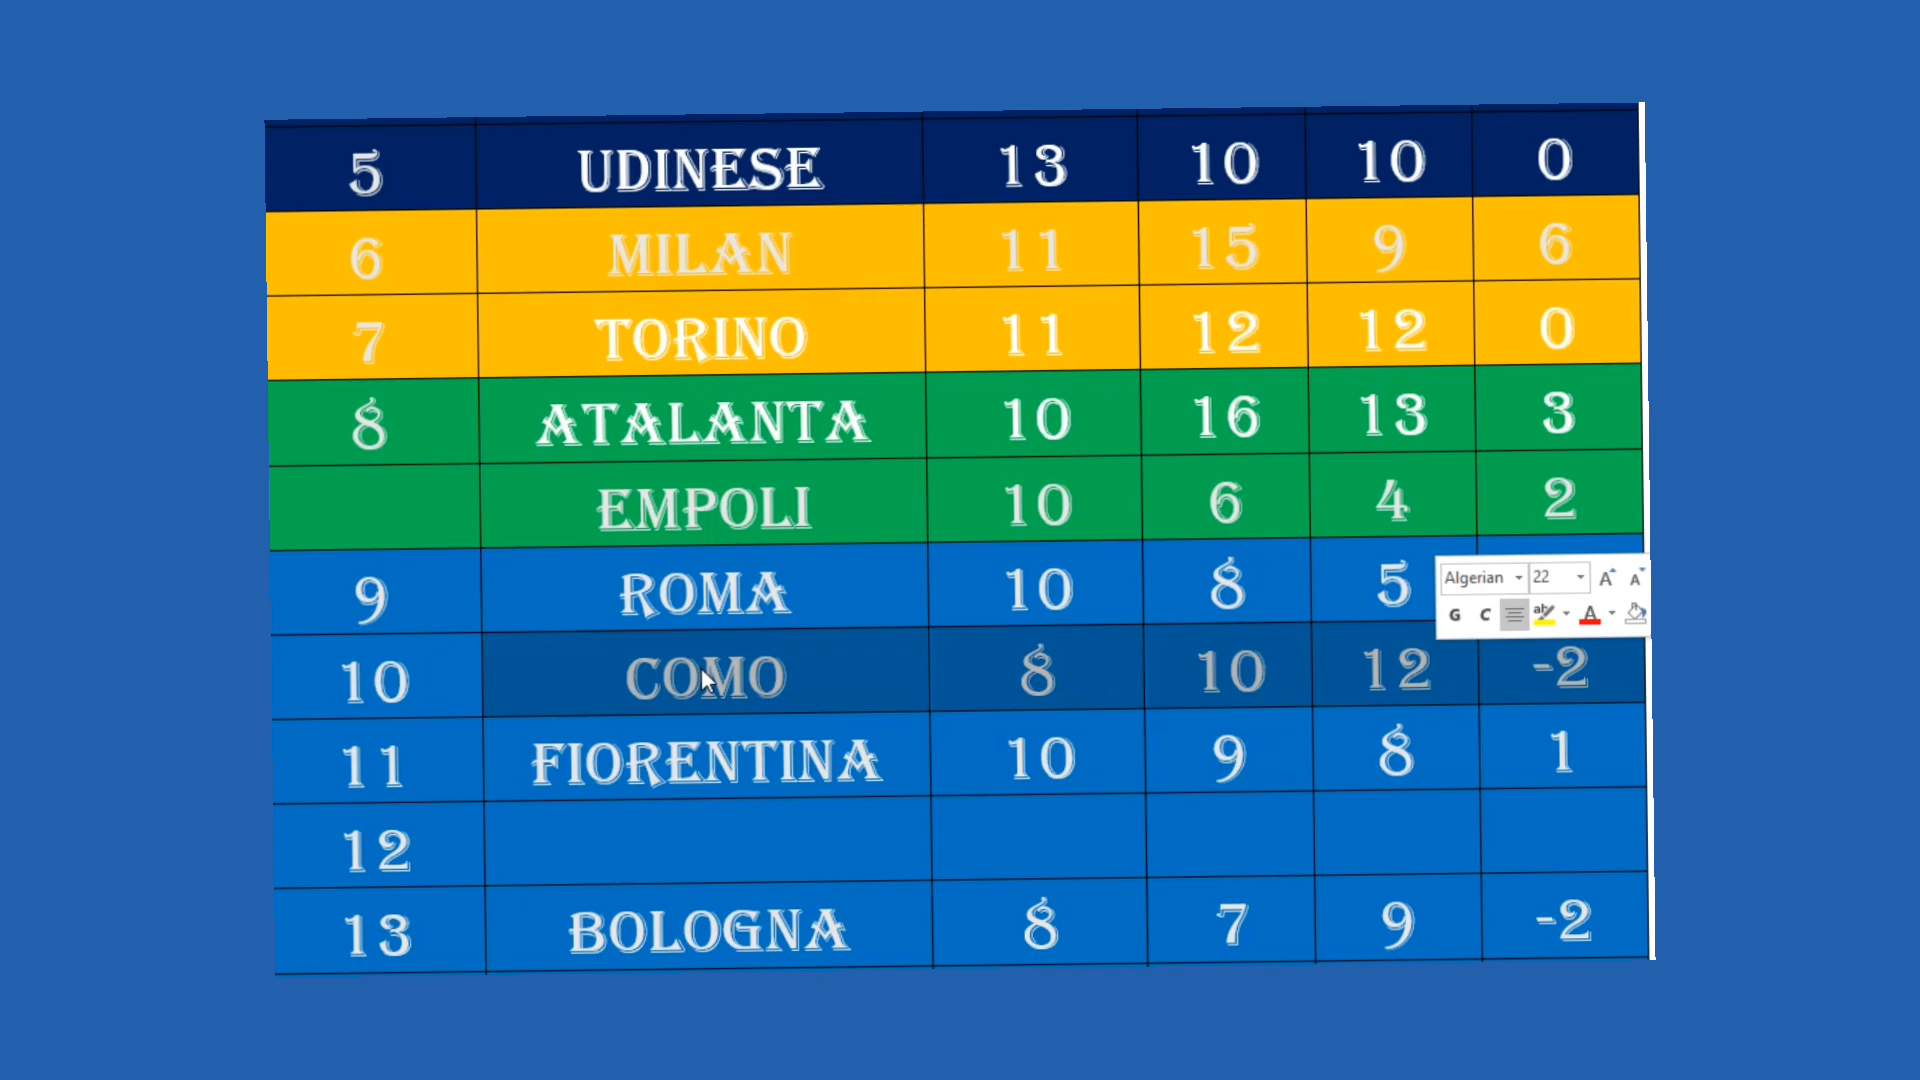 5 UDINESE 13 10 10 0
6 MILAN 11 15 9 6
7 TORINO 11 12 12 0
8 ATALANTA 10 16 13 3
EMPOLI 10 6 4 2
9 ROMA 10 8 5
Algerian 22 A A
G C ab A
10 COMO 8 10 12 -2
11 FIORENTINA 10 9 8 1
12
13 BOLOGNA 8 7 9 -2